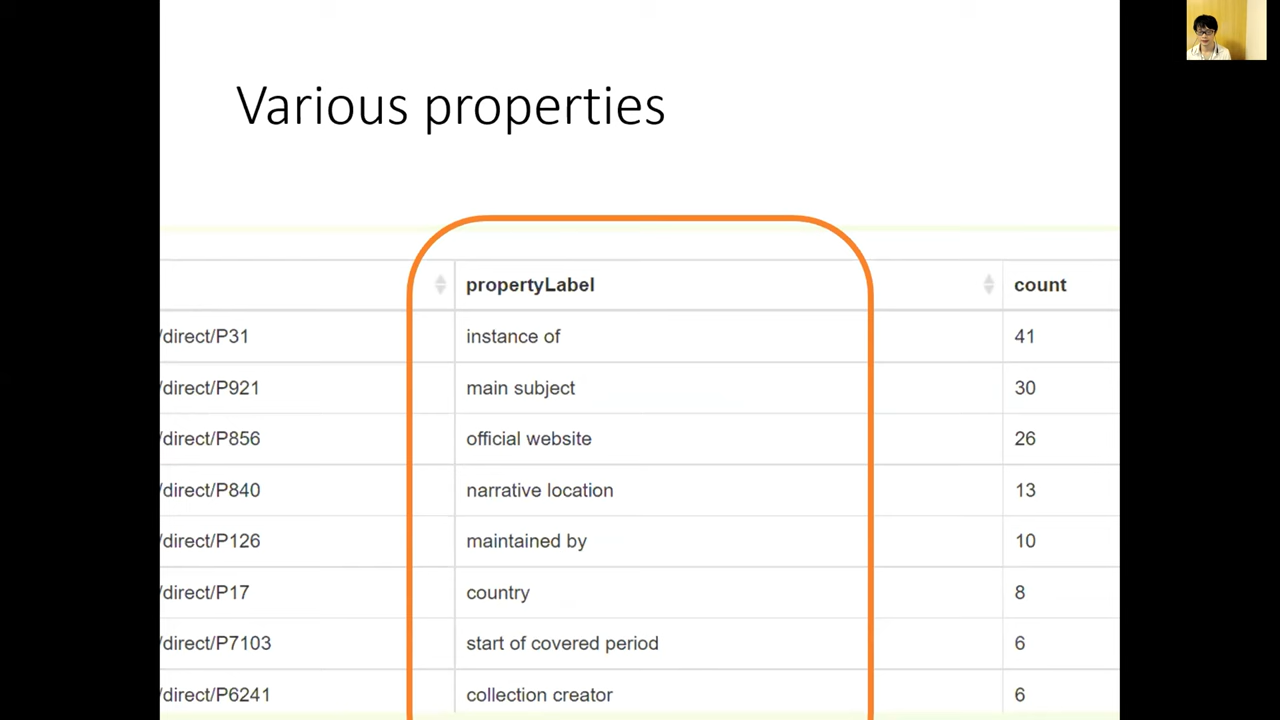 Various properties
propertyLabel count
/direct/P31 instance of 41
/direct/P921 main subject 30
/direct/P856 official website 26
/direct/P840 narrative location 13
/direct/P126 maintained by 10
/direct/P17 country 8
/direct/P7103 start of covered period 6
/direct/P6241 collection creator 6